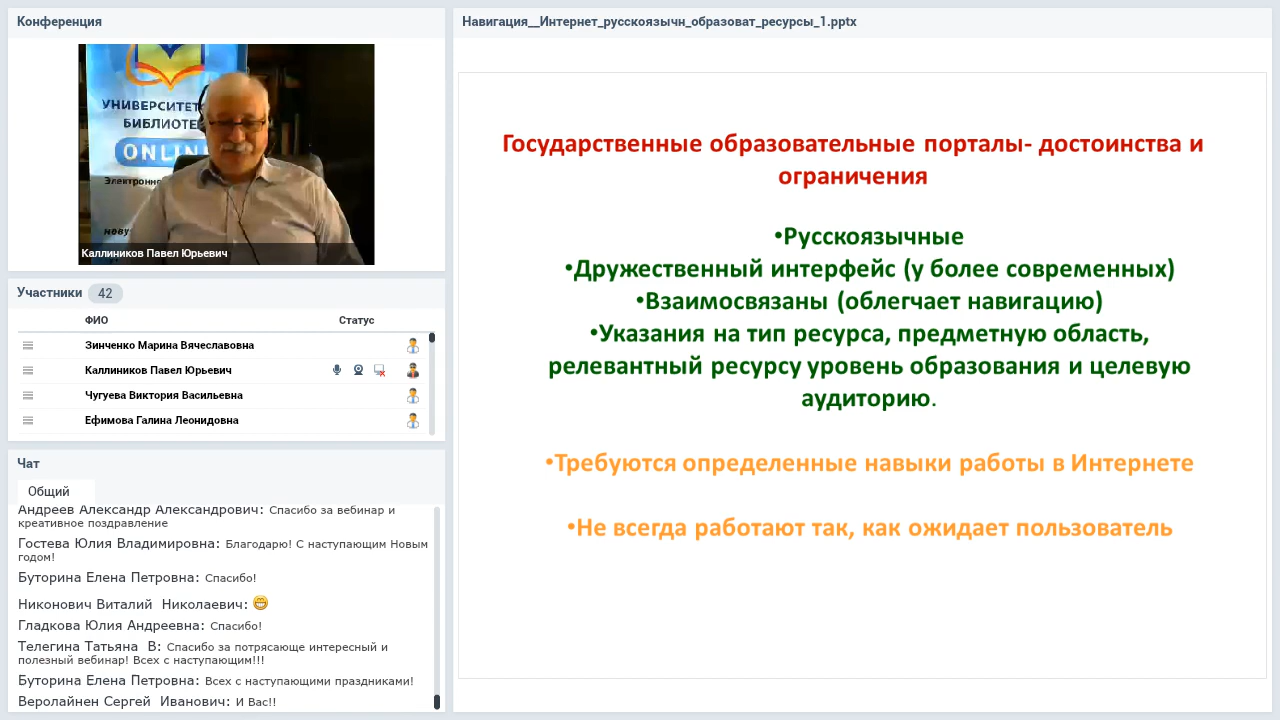 Конференция
УНИВЕРСИТЕТ
БИБЛИОТЕ
ONLINE
Электронно
Каллиников Павел Юрьевич
Участники 42
ФИО Статус
Зинченко Марина Вячеславовна
Каллиников Павел Юрьевич
Чугуева Виктория Васильевна
Ефимова Галина Леонидовна
Чат
Общий
Андреев Александр Александрович: Спасибо за вебинар и
креативное поздравление
Гостева Юлия Владимировна: Благодарю! С наступающим Новым
годом!
Буторина Елена Петровна: Спасибо!
Никонович Виталий Николаевич: 😁
Гладкова Юлия Андреевна: Спасибо!
Телегина Татьяна В: Спасибо за потрясающе интересный и
полезный вебинар! Всех с наступающим!!!
Буторина Елена Петровна: Всех с наступающими праздниками!
Веролайнен Сергей Иванович: И Вас!!
Навигация__Интернет_русскоязычн_образоват_ресурсы_1.pptx
Государственные образовательные порталы- достоинства и
ограничения
•Русскоязычные
•Дружественный интерфейс (у более современных)
•Взаимосвязаны (облегчает навигацию)
•Указания на тип ресурса, предметную область,
релевантный ресурсу уровень образования и целевую
аудиторию.
•Требуются определенные навыки работы в Интернете
•Не всегда работают так, как ожидает пользователь